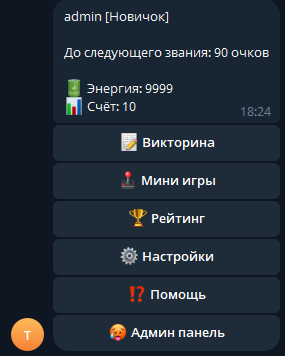 admin [Новичок]
До следующего звания: 90 очков
🔋 Энергия: 9999
📊 Счёт: 10
18:24
📝 Викторина
🕹️ Мини игры
🏆 Рейтинг
⚙️ Настройки
⁉️ Помощь
🥵 Админ панель
T